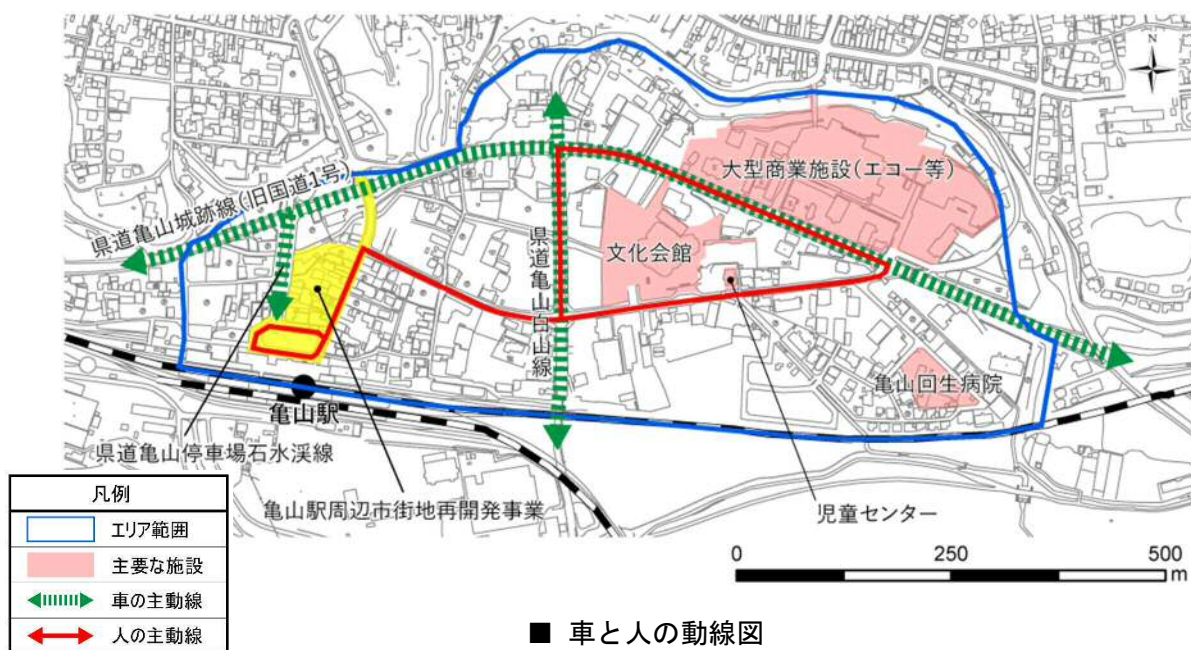 N
県道亀山城跡線(旧国道1号)
大型商業施設(エコー等)
文化会館
県道亀山白山線
亀山回生病院
亀山駅
県道亀山停車場石水渓線
亀山駅周辺市街地再開発事業
児童センター
凡例
エリア範囲
主要な施設
車の主動線
人の主動線
0 250 500
m
■ 車と人の動線図